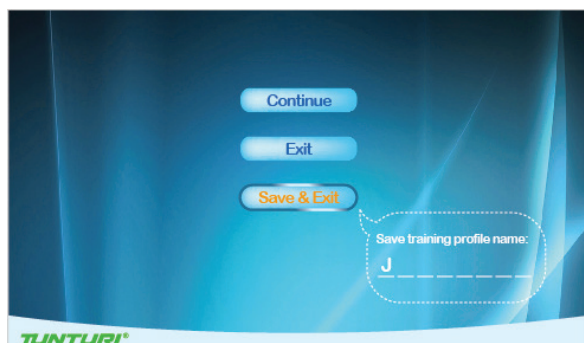 Continue
Exit
Save & Exit
Save training profile name:
J _ _ _ _ _ _ _
TUNTURI®